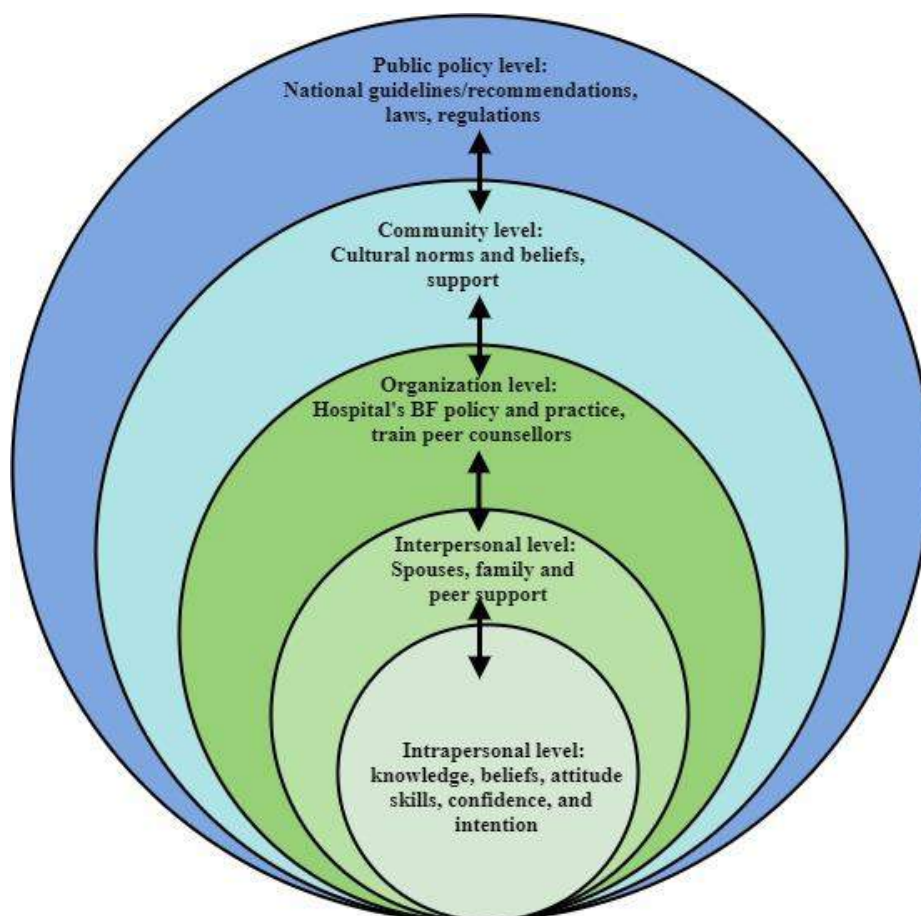 Public policy level:
National guidelines/recommendations,
laws, regulations
Community level:
Cultural norms and beliefs,
support
Organization level:
Hospital's BF policy and practice,
train peer counsellors
Interpersonal level:
Spouses, family and
peer support
Intrapersonal level:
knowledge, beliefs, attitude
skills, confidence, and
intention